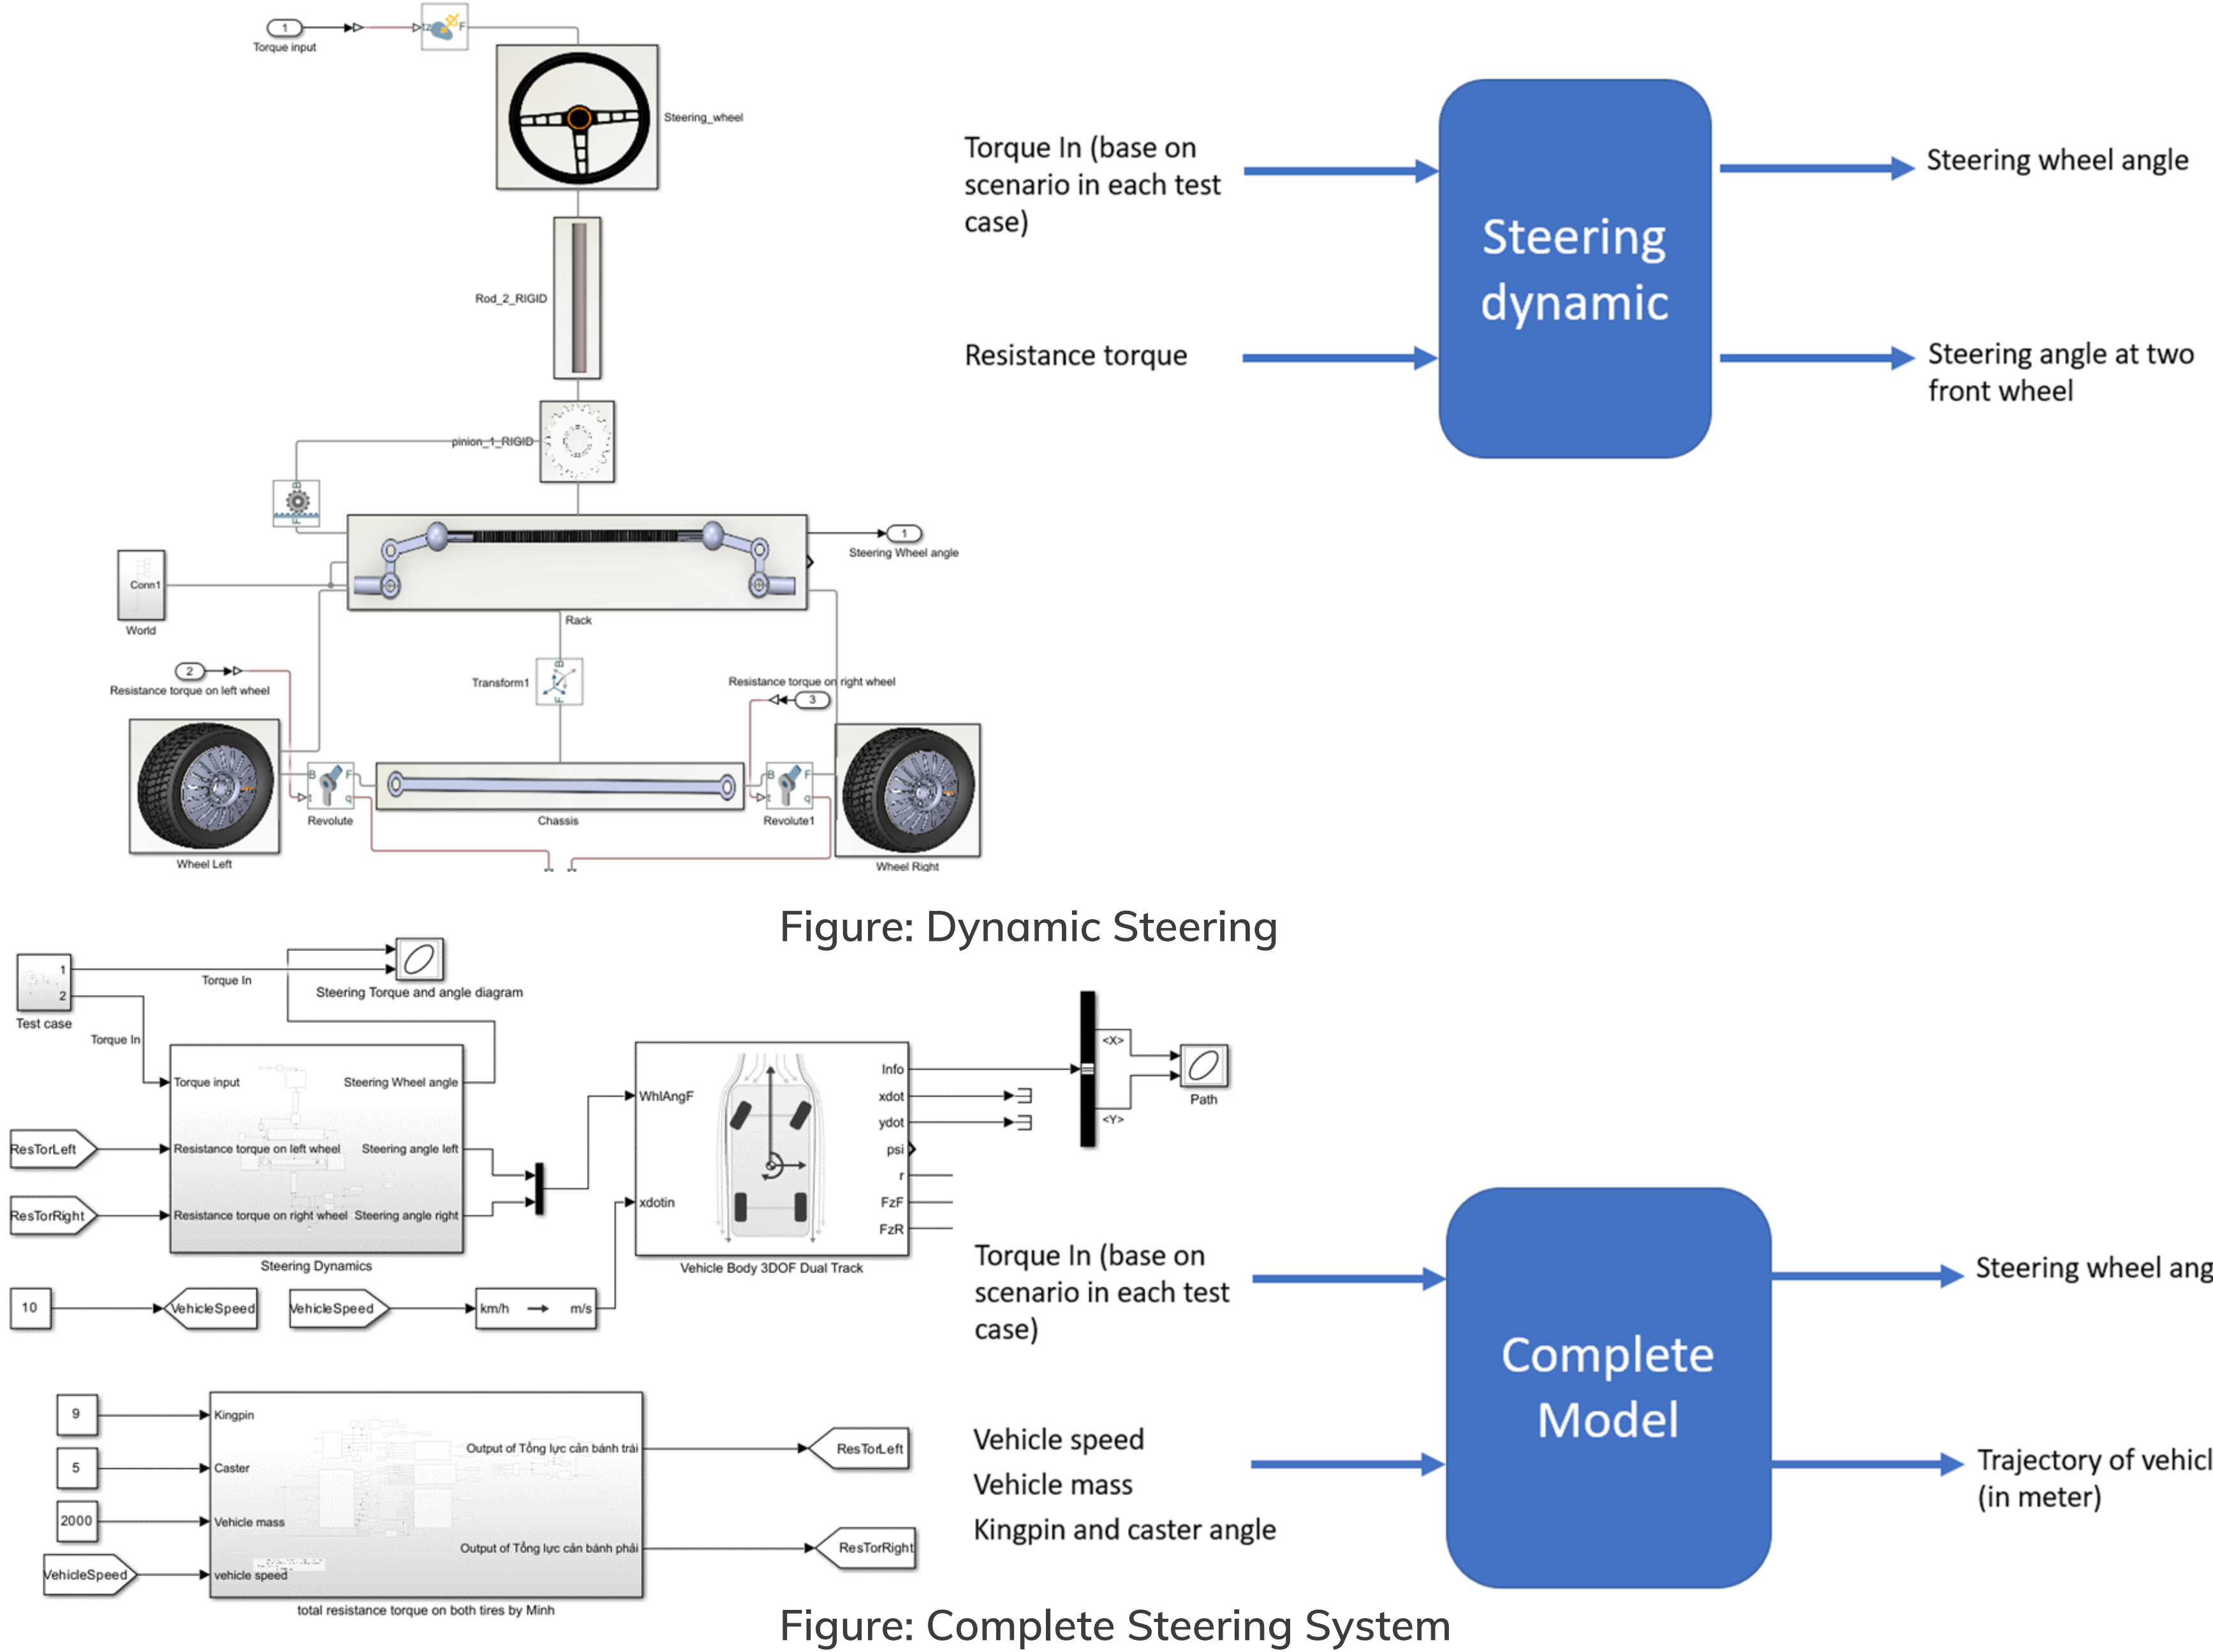 1
Torque input
tz
F
Steering_wheel
Rod_2_RIGID
pinion_1_RIGID
B
F
1
Steering Wheel angle
Conn1
World
Rack
B
Transform1
F
2
Resistance torque on left wheel
Resistance torque on right wheel
3
B
F
t
q
Revolute
Chassis
B
F
t
q
Revolute1
Wheel Left
Wheel Right
Torque In (base on
scenario in each test
case)
Resistance torque
Steering
dynamic
Steering wheel angle
Steering angle at two
front wheel
Figure: Dynamic Steering
1
2
Test case
Torque In
Torque In
Steering Torque and angle diagram
Torque input
Steering Wheel angle
Resistance torque on left wheel
Steering angle left
Resistance torque on right wheel
Steering angle right
Steering Dynamics
ResTorLeft
ResTorRight
10
VehicleSpeed
VehicleSpeed
km/h
m/s
WhlAngF
xdotin
Info
xdot
ydot
psi
r
FzF
FzR
Vehicle Body 3DOF Dual Track
<X>
<Y>
Path
9
Kingpin
5
Caster
2000
Vehicle mass
VehicleSpeed
vehicle speed
Output of Tổng lực cản bánh trái
Output of Tổng lực cản bánh phải
ResTorLeft
ResTorRight
total resistance torque on both tires by Minh
Torque In (base on
scenario in each test
case)
Vehicle speed
Vehicle mass
Kingpin and caster angle
Complete
Model
Steering wheel ang
Trajectory of vehicl
(in meter)
Figure: Complete Steering System